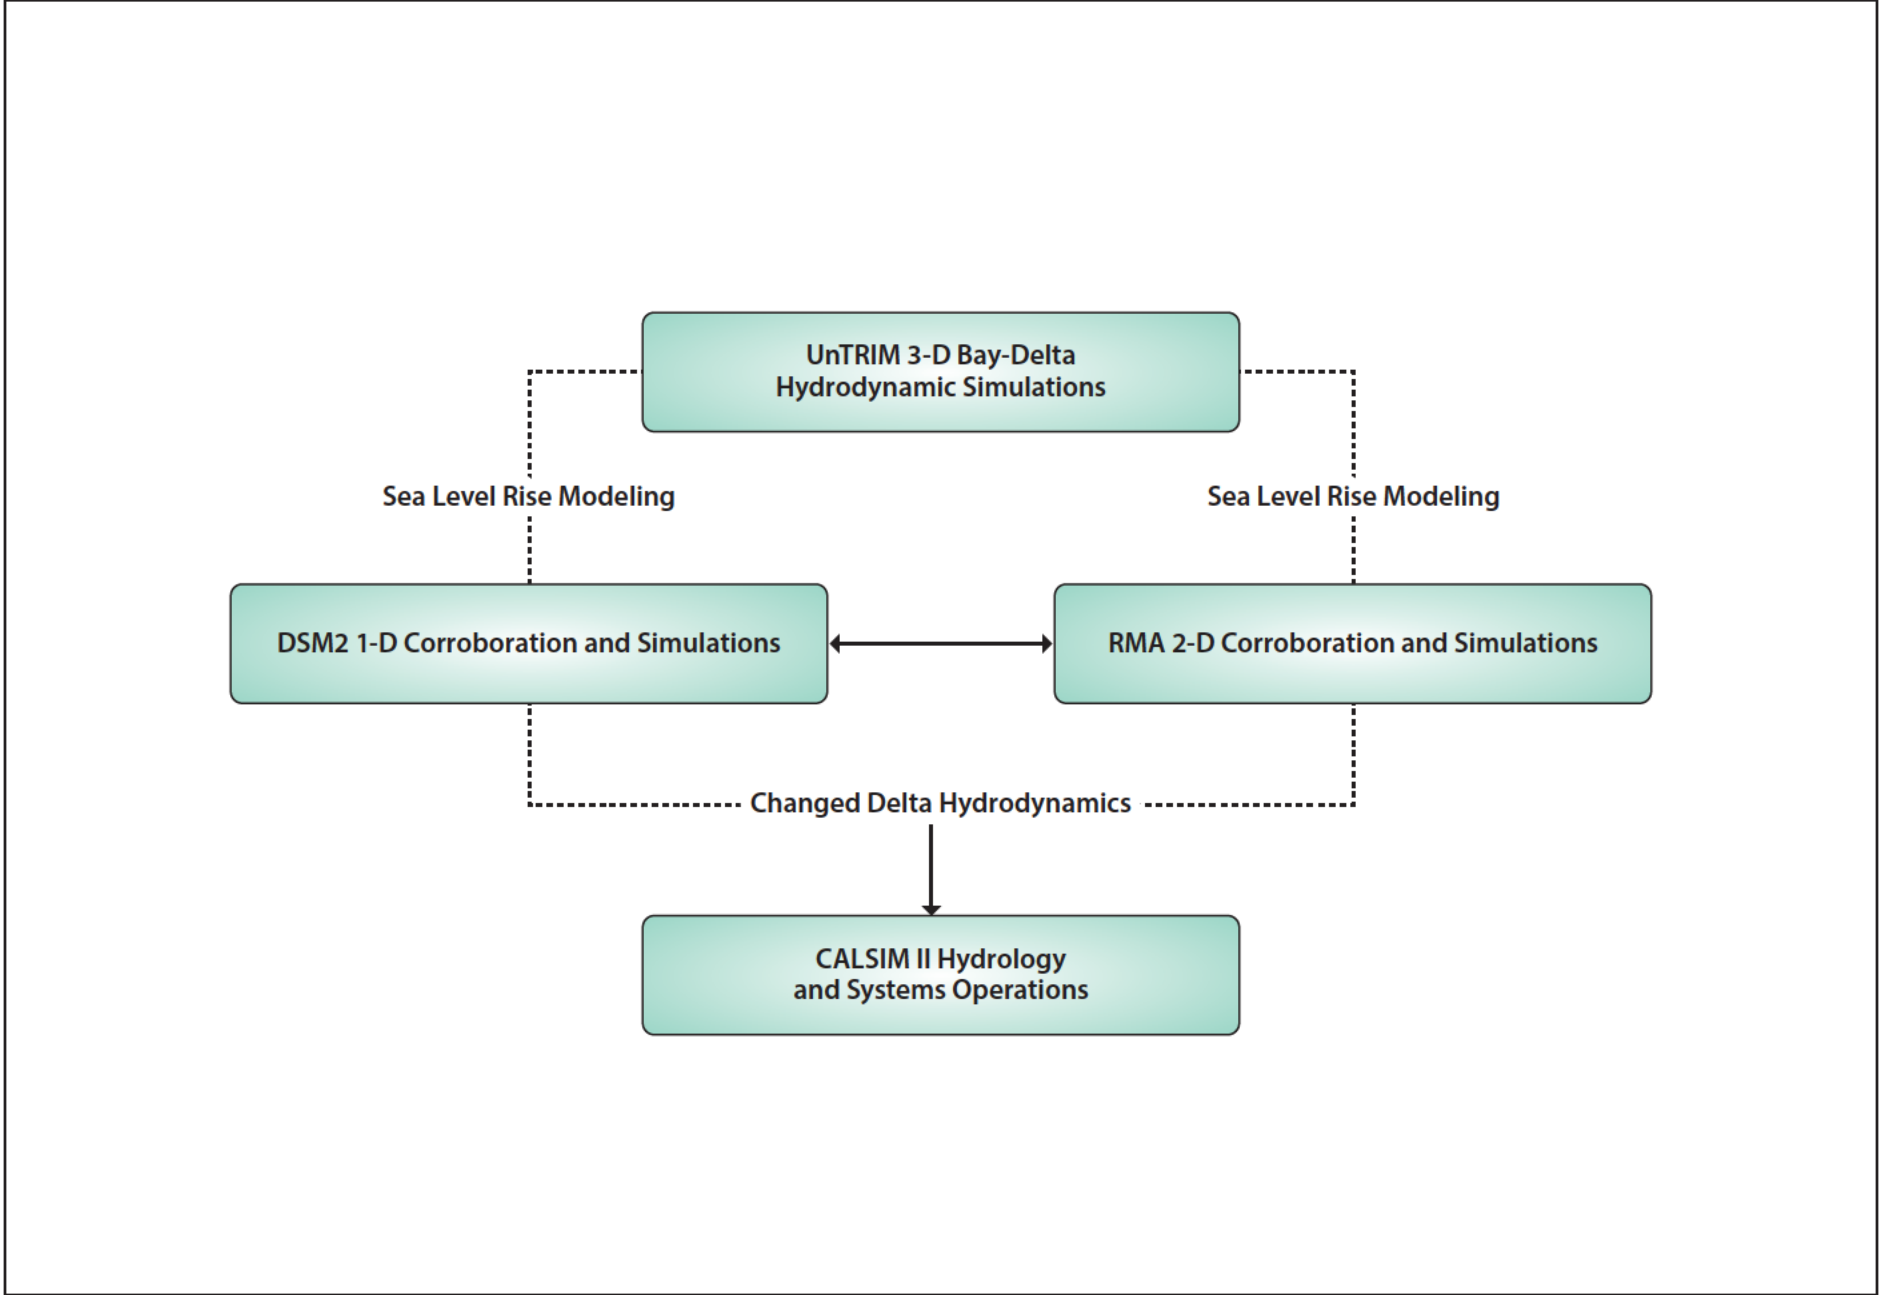 UnTRIM 3-D Bay-Delta
Hydrodynamic Simulations
Sea Level Rise Modeling
Sea Level Rise Modeling
DSM2 1-D Corroboration and Simulations
RMA 2-D Corroboration and Simulations
Changed Delta Hydrodynamics
CALSIM II Hydrology
and Systems Operations